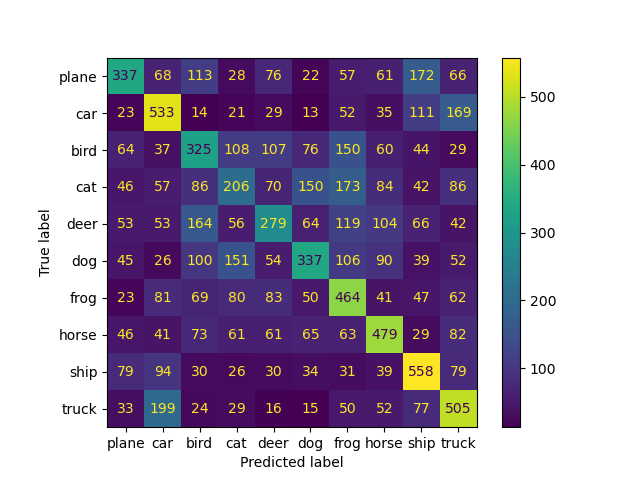 plane 337 68 113 28 76 22 57 61 172 66
car 23 533 14 21 29 13 52 35 111 169
bird 64 37 325 108 107 76 150 60 44 29
cat 46 57 86 206 70 150 173 84 42 86
deer 53 53 164 56 279 64 119 104 66 42
dog 45 26 100 151 54 337 106 90 39 52
frog 23 81 69 80 83 50 464 41 47 62
horse 46 41 73 61 61 65 63 479 29 82
ship 79 94 30 26 30 34 31 39 558 79
truck 33 199 24 29 16 15 50 52 77 505
plane car bird cat deer dog frog horse ship truck
Predicted label
True label
500
400
300
200
100